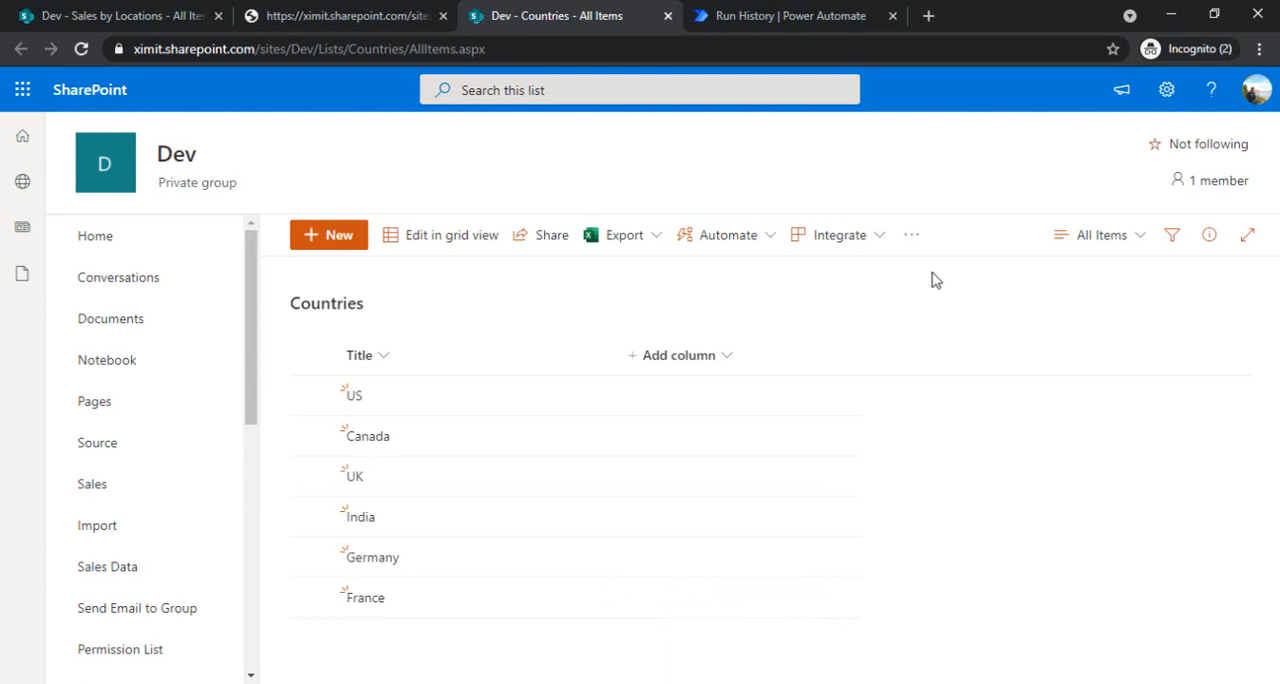 Dev - Sales by Locations - All Ite
https://ximit.sharepoint.com/site
Dev - Countries - All Items
Run History | Power Automate
ximit.sharepoint.com/sites/Dev/Lists/Countries/AllItems.aspx
Incognito (2)
SharePoint
Search this list
D
Dev
Private group
Not following
1 member
Home
Conversations
Documents
Notebook
Pages
Source
Sales
Import
Sales Data
Send Email to Group
Permission List
+ New
Edit in grid view
Share
Export
Automate
Integrate
...
All Items
Countries
Title
+ Add column
US
Canada
UK
India
Germany
France